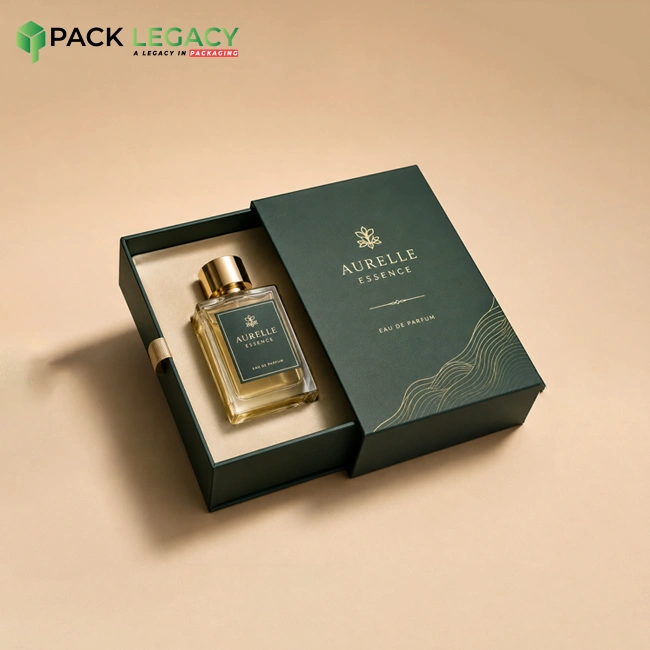 PACK LEGACY
A LEGACY IN PACKAGING
AURELLE
ESSENCE
EAU DE PARFUM
AURELLE
ESSENCE
EAU DE PARFUM